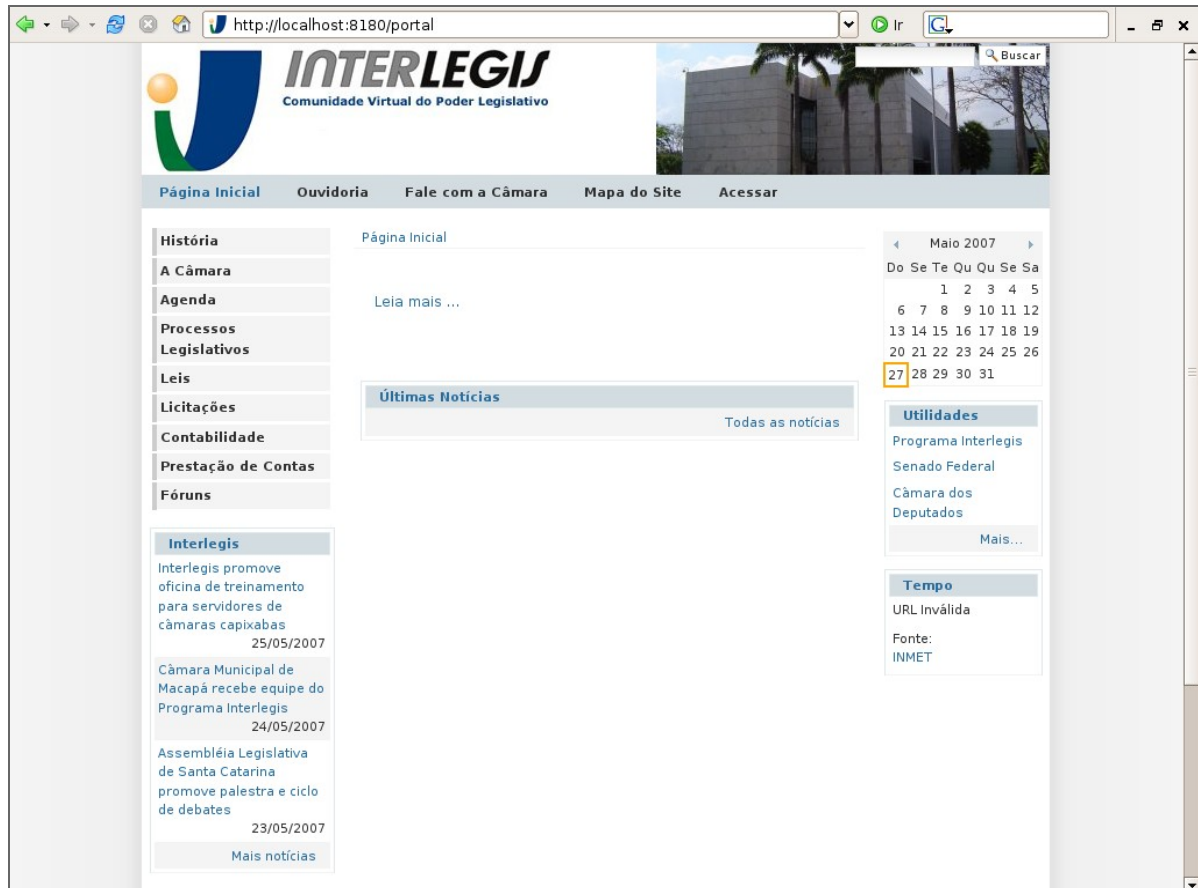 http://localhost:8180/portal
Ir
G
INTERLEGIS
Comunidade Virtual do Poder Legislativo
Buscar
Página Inicial Ouvidoria Fale com a Câmara Mapa do Site Acessar
História
A Câmara
Agenda
Processos
Legislativos
Leis
Licitações
Contabilidade
Prestação de Contas
Fóruns
Interlegis
Interlegis promove
oficina de treinamento
para servidores de
câmaras capixabas
25/05/2007
Câmara Municipal de
Macapá recebe equipe do
Programa Interlegis
24/05/2007
Assembléia Legislativa
de Santa Catarina
promove palestra e ciclo
de debates
23/05/2007
Mais notícias
Página Inicial
Leia mais ...
Últimas Notícias
Todas as notícias
Maio 2007
Do Se Te Qu Qu Se Sa
1 2 3 4 5
6 7 8 9 10 11 12
13 14 15 16 17 18 19
20 21 22 23 24 25 26
27 28 29 30 31
Utilidades
Programa Interlegis
Senado Federal
Câmara dos
Deputados
Mais...
Tempo
URL Inválida
Fonte:
INMET